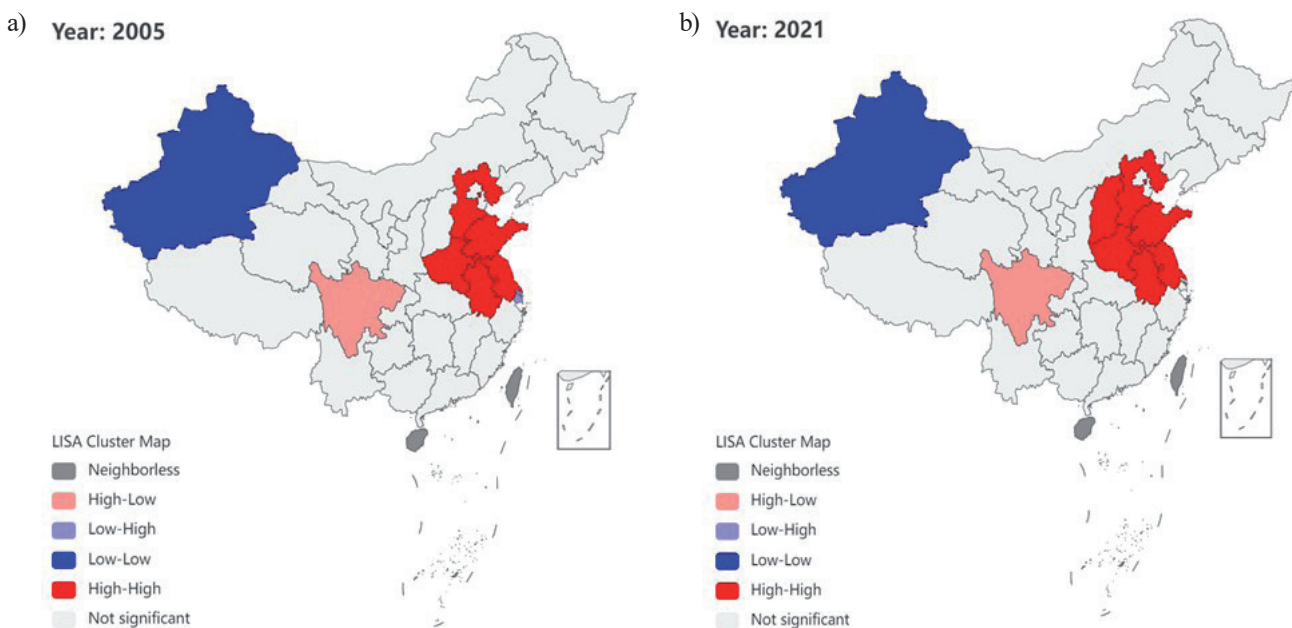 a) Year: 2005
LISA Cluster Map
Neighborless
High-Low
Low-High
Low-Low
High-High
Not significant
b) Year: 2021
LISA Cluster Map
Neighborless
High-Low
Low-High
Low-Low
High-High
Not significant